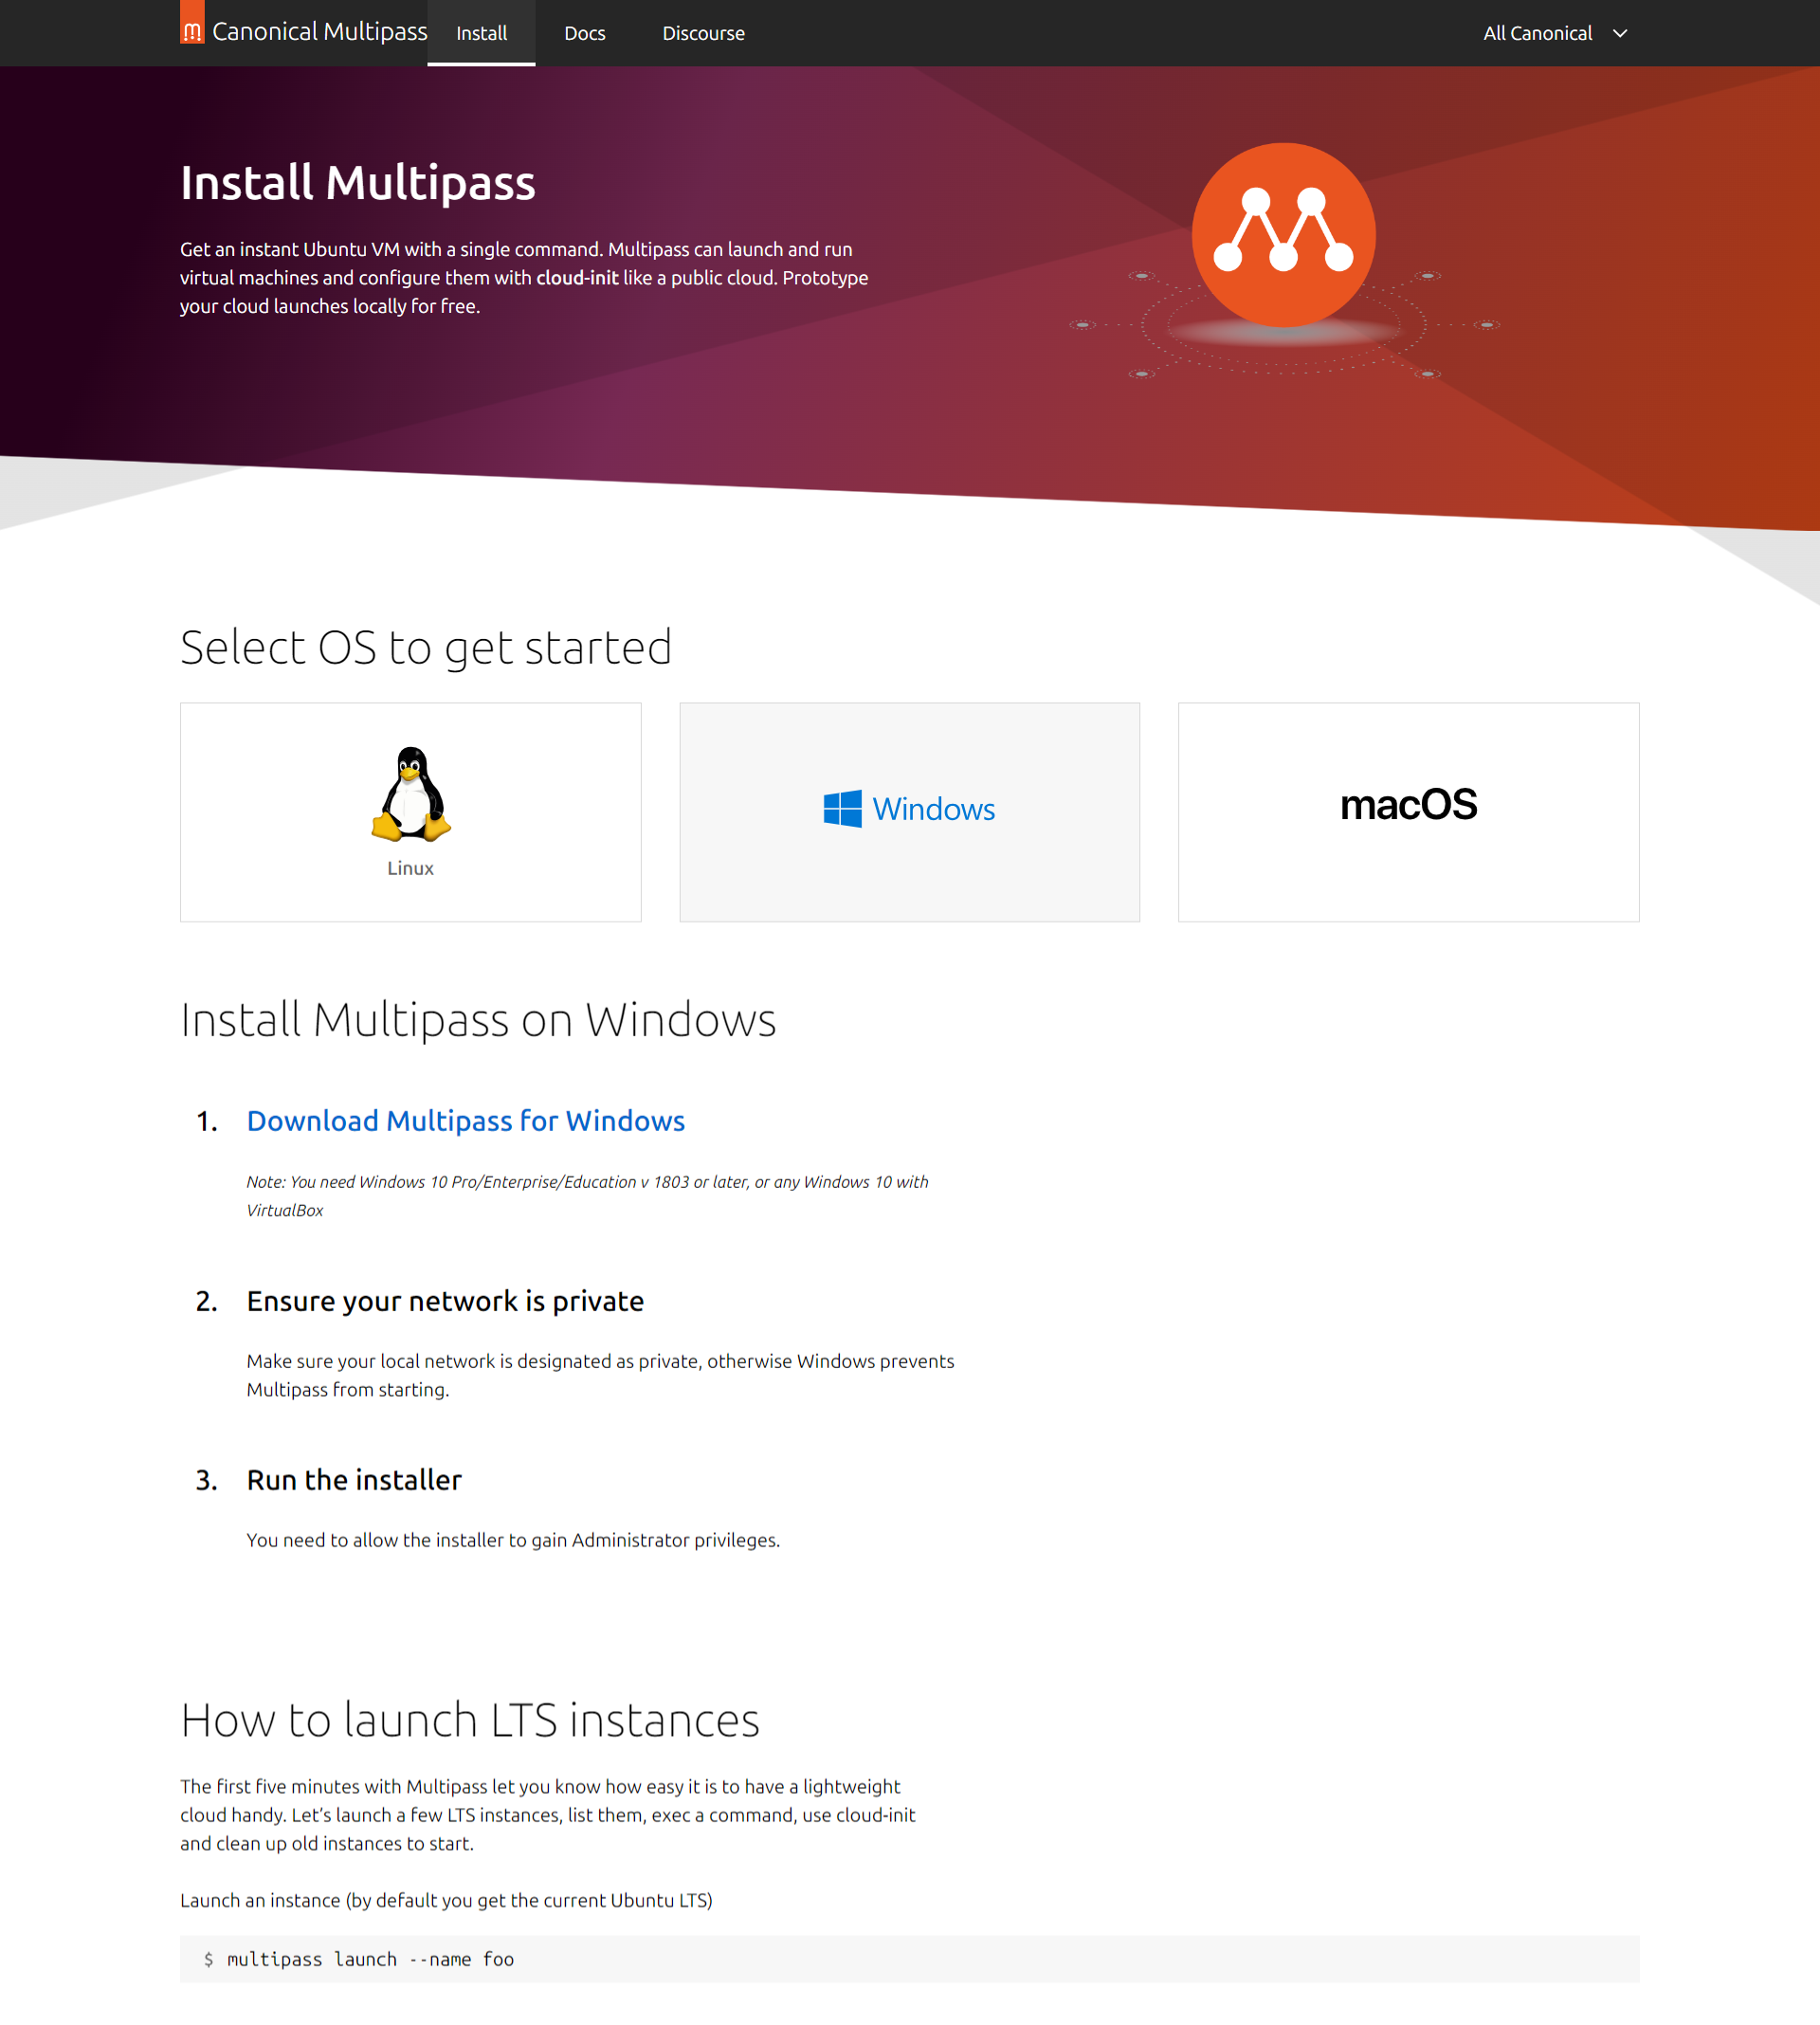 Canonical Multipass
Install
Docs
Discourse
All Canonical
Install Multipass
Get an instant Ubuntu VM with a single command. Multipass can launch and run
virtual machines and configure them with cloud-init like a public cloud. Prototype
your cloud launches locally for free.
Select OS to get started
Linux
Windows
macOS
Install Multipass on Windows
1. Download Multipass for Windows
Note: You need Windows 10 Pro/Enterprise/Education v 1803 or later, or any Windows 10 with
VirtualBox
2. Ensure your network is private
Make sure your local network is designated as private, otherwise Windows prevents
Multipass from starting.
3. Run the installer
You need to allow the installer to gain Administrator privileges.
How to launch LTS instances
The first five minutes with Multipass let you know how easy it is to have a lightweight
cloud handy. Let’s launch a few LTS instances, list them, exec a command, use cloud-init
and clean up old instances to start.
Launch an instance (by default you get the current Ubuntu LTS)
$ multipass launch --name foo